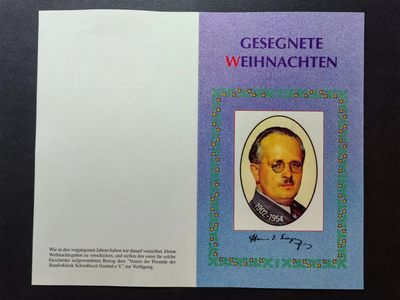 GESEGNETE
WEIHNACHTEN
1902-1954
Wie in den vergangenen Jahren haben wir darauf verzichtet, kleine
Weihnachtsgaben zu verschicken, und stellen den sonst für solche
Geschenke aufgewendeten Betrag dem "Verein der Freunde der
Staufferklinik Schwäbisch Gmünd e.V." zur Verfügung.